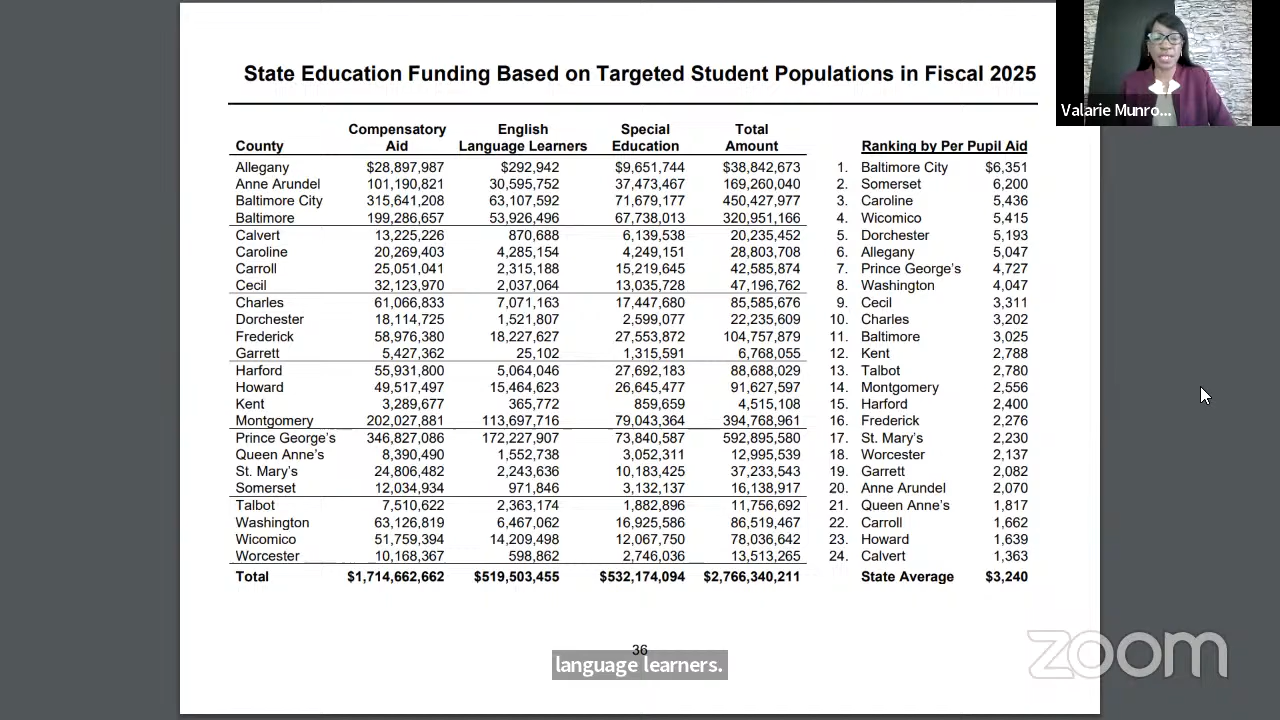 State Education Funding Based on Targeted Student Populations in Fiscal 2025
Compensatory English Special Total
County Aid Language Learners Education Amount Ranking by Per Pupil Aid
Allegany $28,897,987 $292,942 $9,651,744 $38,842,673 1. Baltimore City $6,351
Anne Arundel 101,190,821 30,595,752 37,473,467 169,260,040 2. Somerset 6,200
Baltimore City 315,641,208 63,107,592 71,679,177 450,427,977 3. Caroline 5,436
Baltimore 199,286,657 53,926,496 67,738,013 320,951,166 4. Wicomico 5,415
Calvert 13,225,226 870,688 6,139,538 20,235,452 5. Dorchester 5,193
Caroline 20,269,403 4,285,154 4,249,151 28,803,708 6. Allegany 5,047
Carroll 25,051,041 2,315,188 15,219,645 42,585,874 7. Prince George's 4,727
Cecil 32,123,970 2,037,064 13,035,728 47,196,762 8. Washington 4,047
Charles 61,066,833 7,071,163 17,447,680 85,585,676 9. Cecil 3,311
Dorchester 18,114,725 1,521,807 2,599,077 22,235,609 10. Charles 3,202
Frederick 58,976,380 18,227,627 27,553,872 104,757,879 11. Baltimore 3,025
Garrett 5,427,362 25,102 1,315,591 6,768,055 12. Kent 2,788
Harford 55,931,800 5,064,046 27,692,183 88,688,029 13. Talbot 2,780
Howard 49,517,497 15,464,623 26,645,477 91,627,597 14. Montgomery 2,556
Kent 3,289,677 365,772 859,659 4,515,108 15. Harford 2,400
Montgomery 202,027,881 113,697,716 79,043,364 394,768,961 16. Frederick 2,276
Prince George's 346,827,086 172,227,907 73,840,587 592,895,580 17. St. Mary's 2,230
Queen Anne's 8,390,490 1,552,738 3,052,311 12,995,539 18. Worcester 2,137
St. Mary's 24,806,482 2,243,636 10,183,425 37,233,543 19. Garrett 2,082
Somerset 12,034,934 971,846 3,132,137 16,138,917 20. Anne Arundel 2,070
Talbot 7,510,622 2,363,174 1,882,896 11,756,692 21. Queen Anne's 1,817
Washington 63,126,819 6,467,062 16,925,586 86,519,467 22. Carroll 1,662
Wicomico 51,759,394 14,209,498 12,067,750 78,036,642 23. Howard 1,639
Worcester 10,168,367 598,862 2,746,036 13,513,265 24. Calvert 1,363
Total $1,714,662,662 $519,503,455 $532,174,094 $2,766,340,211 State Average $3,240
36
language learners.
Valarie Munro...
zoom